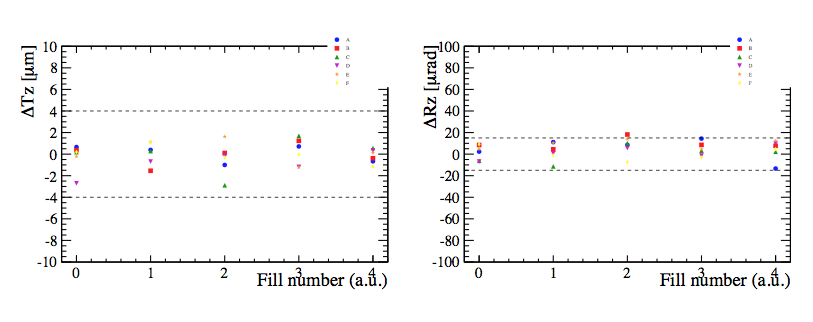 ΔTz [μm]
10
8
6
4
2
0
-2
-4
-6
-8
-10
0 1 2 3 4
Fill number (a.u.)
A
B
C
D
E
F
ΔRz [μrad]
100
80
60
40
20
0
-20
-40
-60
-80
-100
0 1 2 3 4
Fill number (a.u.)
A
B
C
D
E
F